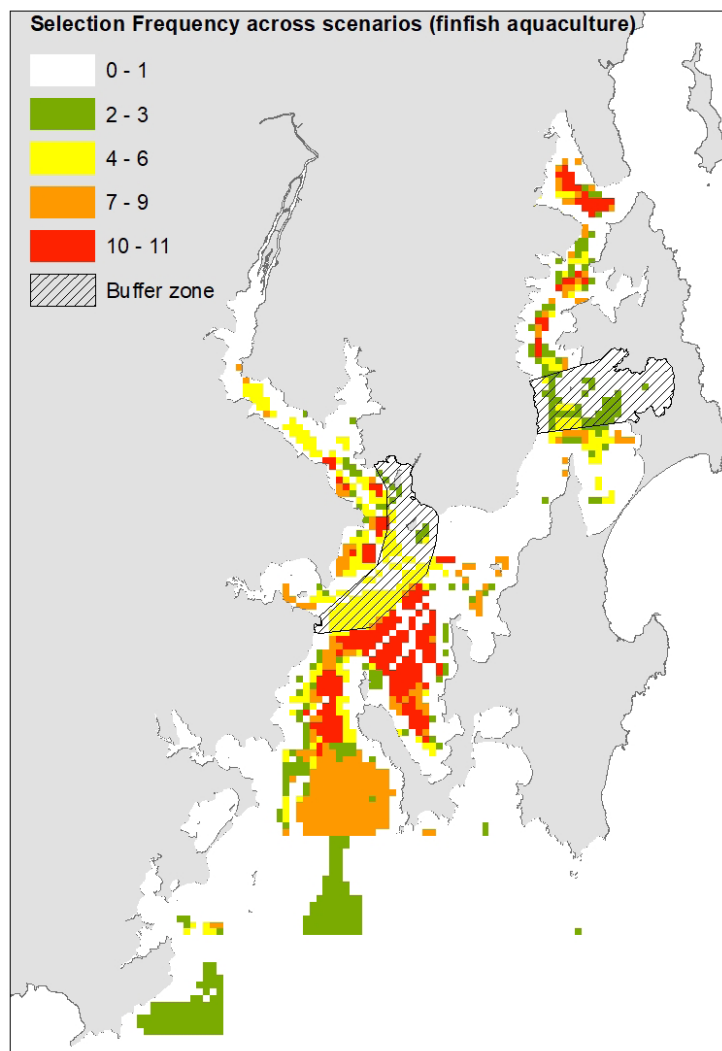 Selection Frequency across scenarios (finfish aquaculture)
0 - 1
2 - 3
4 - 6
7 - 9
10 - 11
Buffer zone